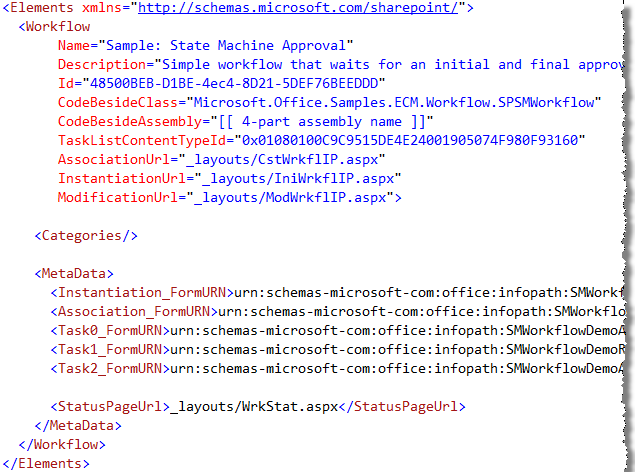 <Elements xmlns="http://schemas.microsoft.com/sharepoint/">
<Workflow
Name="Sample: State Machine Approval"
Description="Simple workflow that waits for an initial and final
Id="48500BEB-D1BE-4ec4-8D21-5DEF76BEEDDD"
CodeBesideClass="Microsoft.Office.Samples.ECM.Workflow.SPSMWorkflow"
CodeBesideAssembly="[[ 4-part assembly name ]]"
TaskListContentTypeId="0x01080100C9C9515DE4E24001905074F980F93160"
AssociationUrl="_layouts/CstWrkflIP.aspx"
InstantiationUrl="_layouts/IniWrkflIP.aspx"
ModificationUrl="_layouts/ModWrkflIP.aspx">
<Categories/>
<MetaData>
<Instantiation_FormURN>urn:schemas-microsoft-com:office:infopath:SMWorkf
<Association_FormURN>urn:schemas-microsoft-com:office:infopath:SMWorkflo
<Task0_FormURN>urn:schemas-microsoft-com:office:infopath:SMWorkflowDemoA
<Task1_FormURN>urn:schemas-microsoft-com:office:infopath:SMWorkflowDemoR
<Task2_FormURN>urn:schemas-microsoft-com:office:infopath:SMWorkflowDemoA
<StatusPageUrl>_layouts/WrkStat.aspx</StatusPageUrl>
</MetaData>
</Workflow>
</Elements>